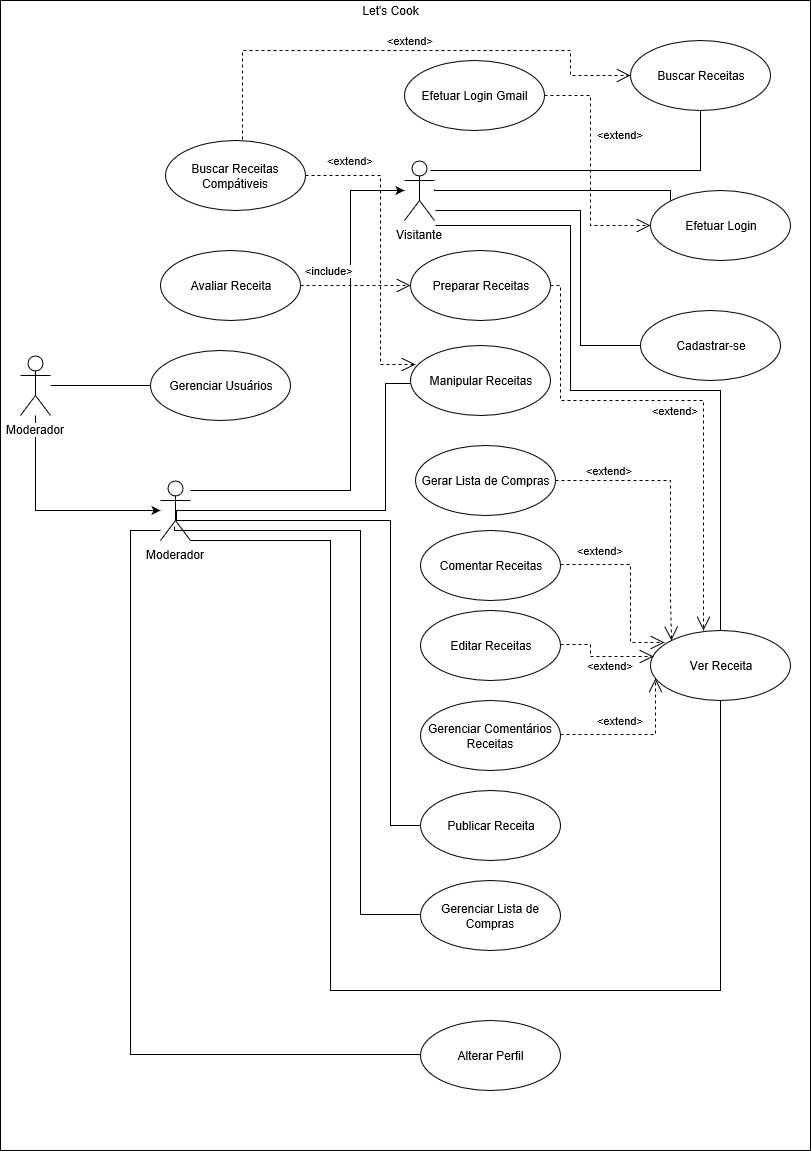 Let's Cook
<extend>
Buscar Receitas
Efetuar Login Gmail
<extend>
Buscar Receitas
Compátiveis
<extend>
Visitante
Efetuar Login
<include>
Avaliar Receita
Preparar Receitas
Cadastrar-se
Gerenciar Usuários
Manipular Receitas
<extend>
Moderador
Gerar Lista de Compras
<extend>
Moderador
<extend>
Comentar Receitas
Editar Receitas
<extend>
Ver Receita
Gerenciar Comentários
Receitas
<extend>
Publicar Receita
Gerenciar Lista de
Compras
Alterar Perfil